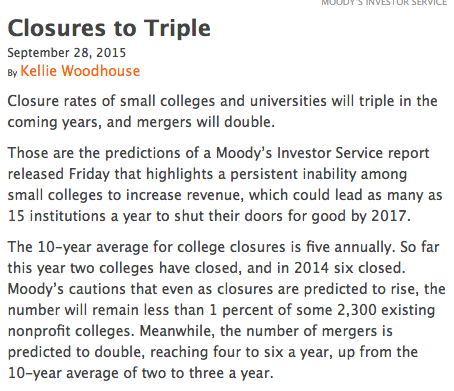 MOODY'S INVESTOR SERVICE
Closures to Triple
September 28, 2015
By Kellie Woodhouse
Closure rates of small colleges and universities will triple in the
coming years, and mergers will double.
Those are the predictions of a Moody's Investor Service report
released Friday that highlights a persistent inability among
small colleges to increase revenue, which could lead as many as
15 institutions a year to shut their doors for good by 2017.
The 10-year average for college closures is five annually. So far
this year two colleges have closed, and in 2014 six closed.
Moody's cautions that even as closures are predicted to rise, the
number will remain less than 1 percent of some 2,300 existing
nonprofit colleges. Meanwhile, the number of mergers is
predicted to double, reaching four to six a year, up from the
10-year average of two to three a year.